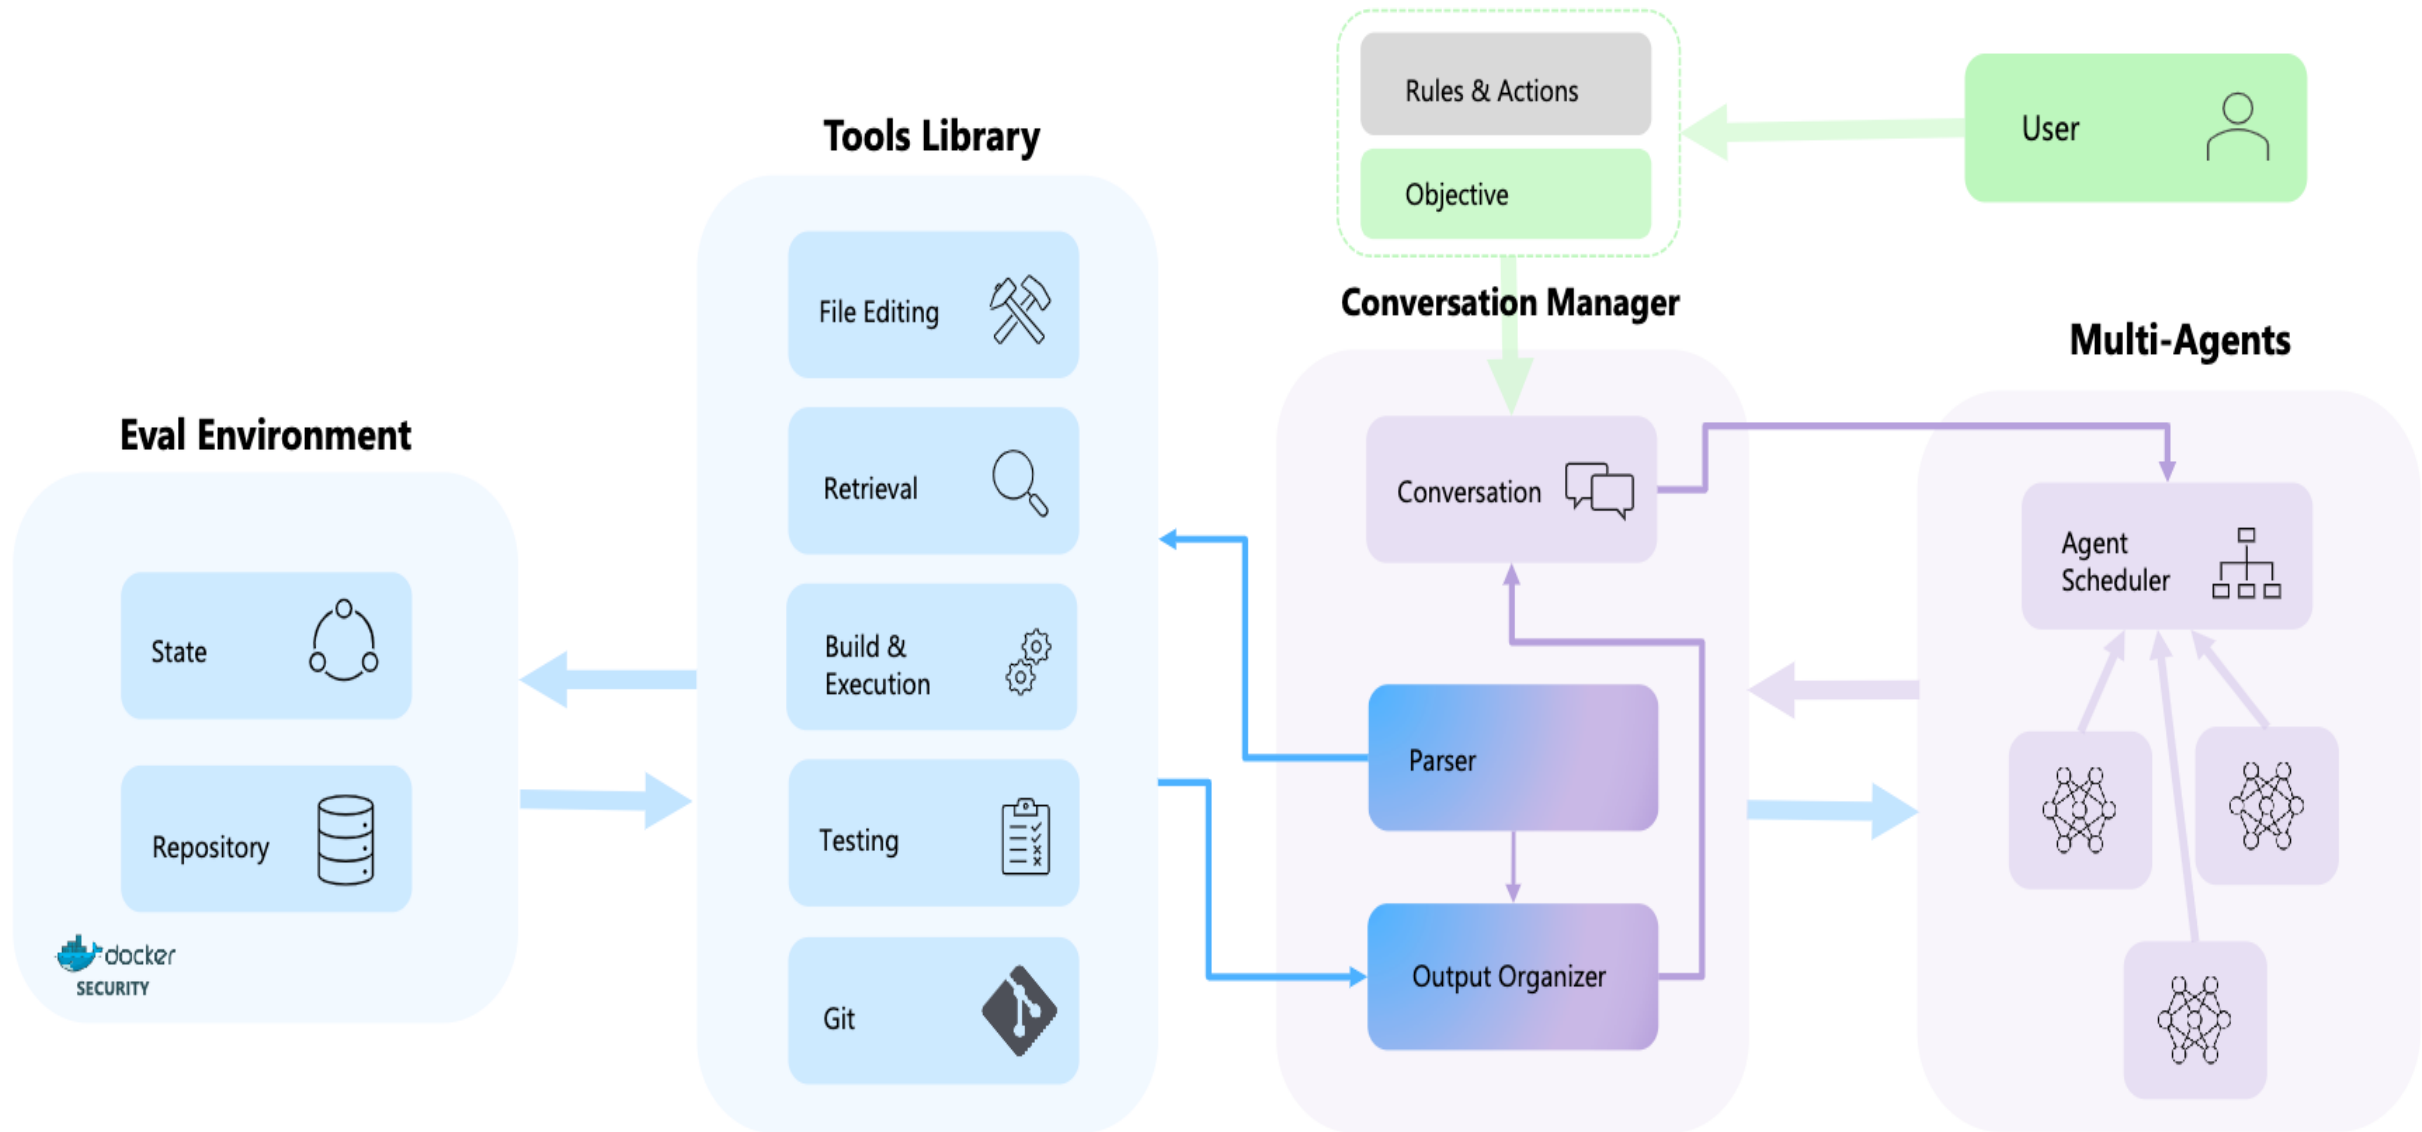 Rules & Actions
Objective
User
Tools Library
File Editing
Retrieval
Build &
Execution
Testing
Git
Conversation Manager
Conversation
Parser
Output Organizer
Multi-Agents
Agent
Scheduler
Eval Environment
State
Repository
docker
SECURITY